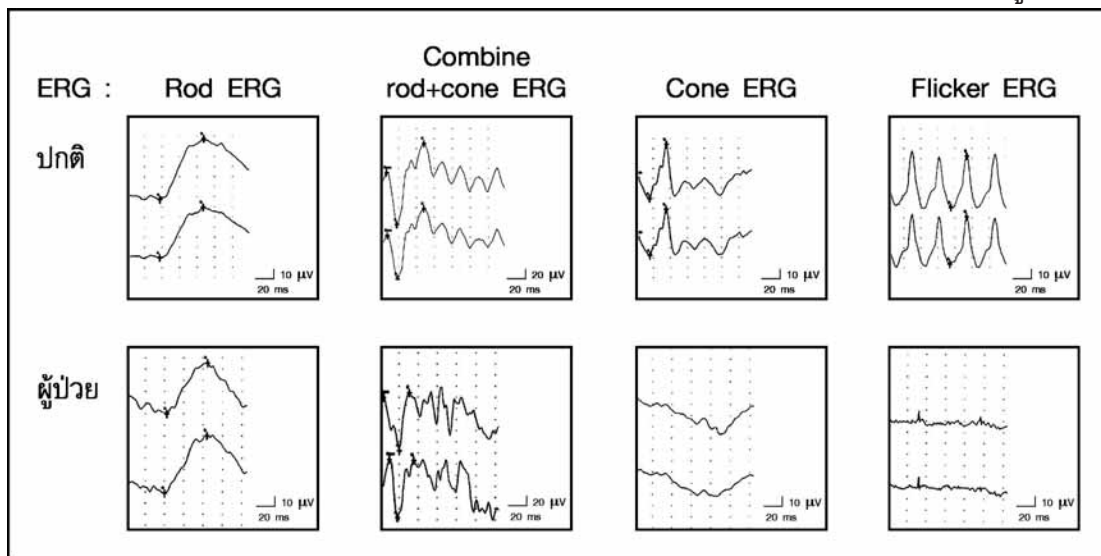 Combine
ERG : Rod ERG rod+cone ERG Cone ERG Flicker ERG
ปกติ
10 µV 20 µV 10 µV 10 µV
20 ms 20 ms 20 ms 20 ms
ผู้ป่วย
10 µV 20 µV 10 µV 10 µV
20 ms 20 ms 20 ms 20 ms